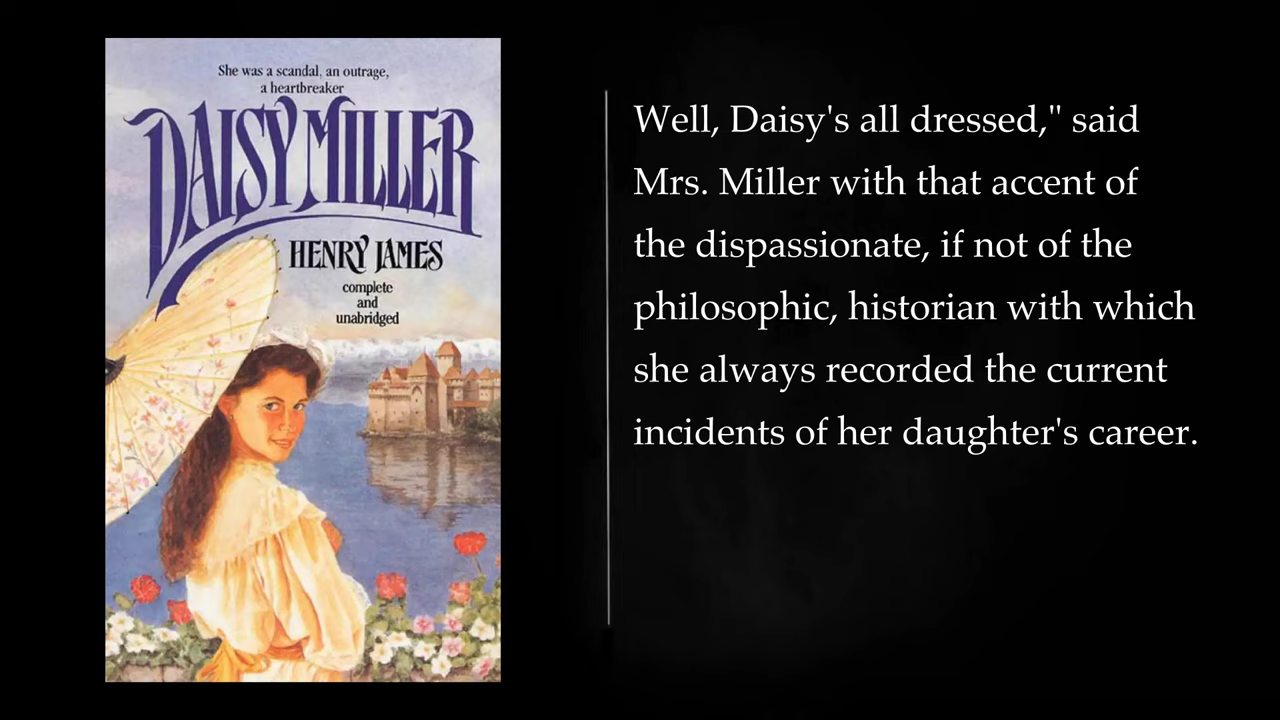 She was a scandal, an outrage,
a heartbreaker
DAISY MILLER
HENRY JAMES
complete
and
unabridged
Well, Daisy's all dressed," said
Mrs. Miller with that accent of
the dispassionate, if not of the
philosophic, historian with which
she always recorded the current
incidents of her daughter's career.